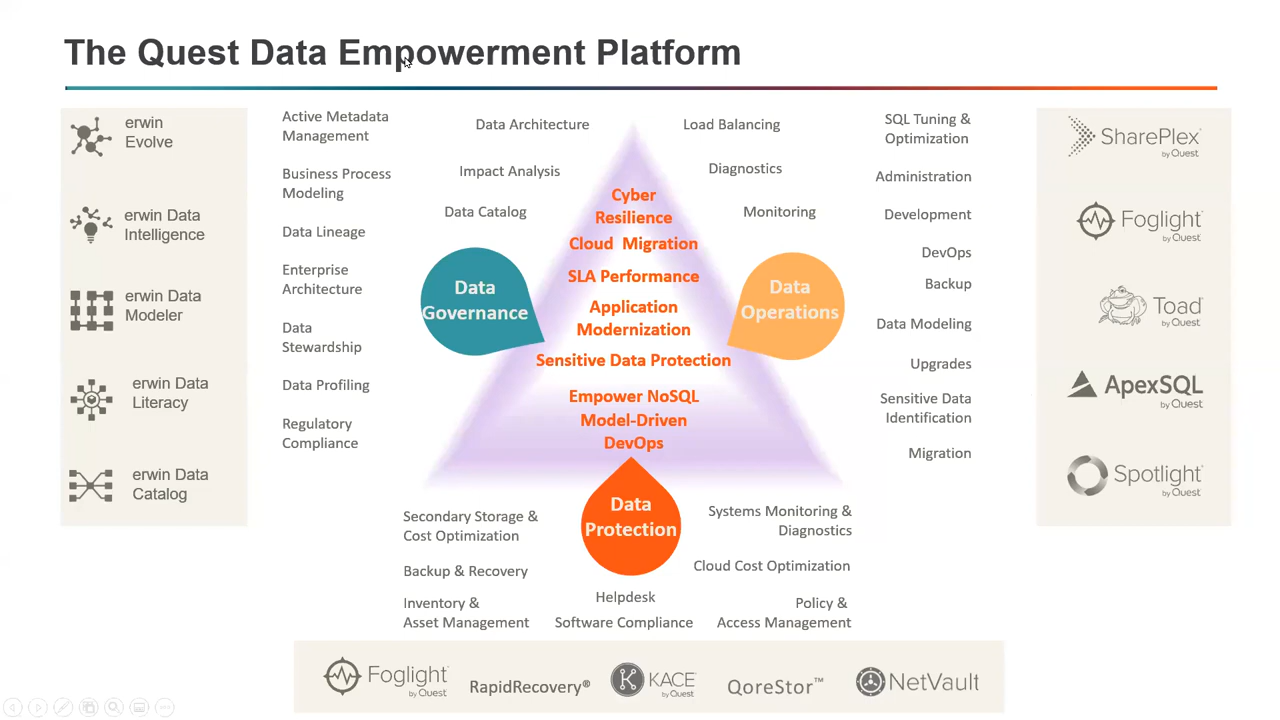 The Quest Data Empowerment Platform
erwin
Evolve
erwin Data
Intelligence
erwin Data
Modeler
erwin Data
Literacy
erwin Data
Catalog
Active Metadata
Management
Business Process
Modeling
Data Lineage
Enterprise
Architecture
Data
Stewardship
Data Profiling
Regulatory
Compliance
Data Architecture
Impact Analysis
Data Catalog
Data
Governance
Cyber
Resilience
Cloud Migration
SLA Performance
Application
Modernization
Sensitive Data Protection
Empower NoSQL
Model-Driven
DevOps
Load Balancing
Diagnostics
Monitoring
Data
Operations
SQL Tuning &
Optimization
Administration
Development
DevOps
Backup
Data Modeling
Upgrades
Sensitive Data
Identification
Migration
SharePlex
by Quest
Foglight
by Quest
Toad
by Quest
ApexSQL
by Quest
Spotlight
by Quest
Data
Protection
Secondary Storage &
Cost Optimization
Backup & Recovery
Inventory &
Asset Management
Helpdesk
Software Compliance
Systems Monitoring &
Diagnostics
Cloud Cost Optimization
Policy &
Access Management
Foglight
by Quest
RapidRecovery®
KACE
by Quest
QoreStor™
NetVault